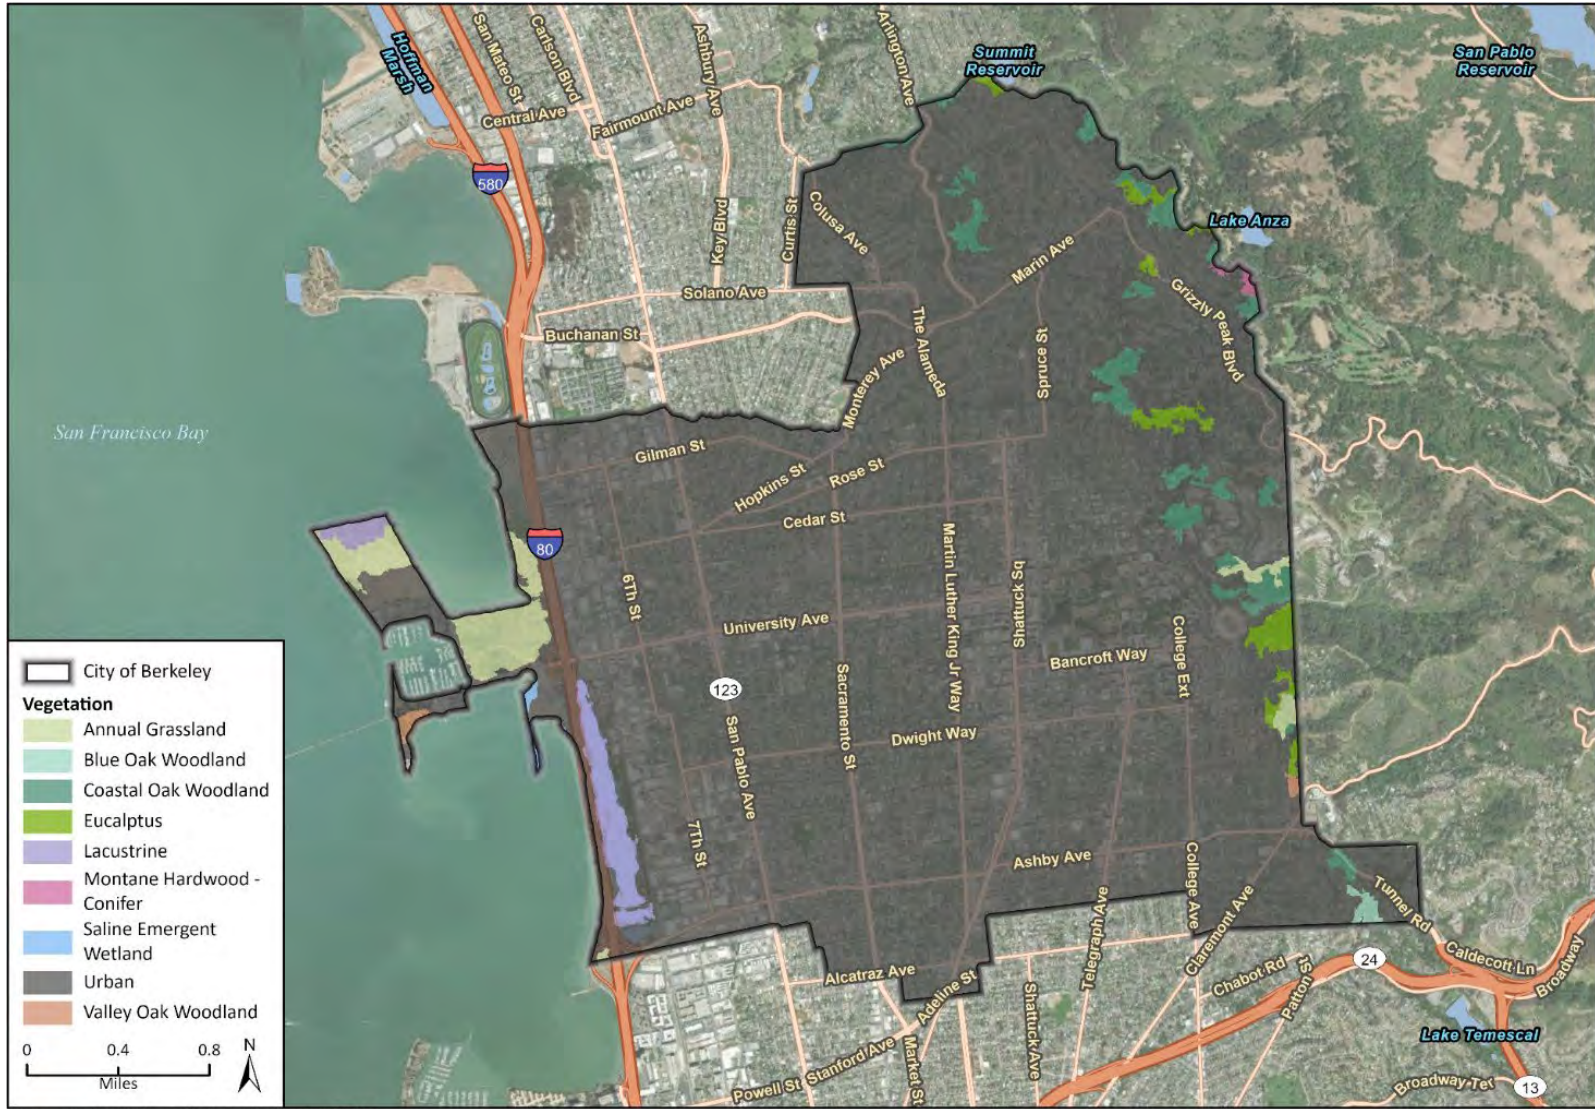 Hoffman
Marsh
San Mateo St
Carlson Blvd
Ashbury Ave
Arlington Ave
Summit
Reservoir
San Pablo
Reservoir
Central Ave
Fairmount Ave
580
Key Blvd
Curtis St
Colusa Ave
Lake Anza
Marin Ave
Solano Ave
Buchanan St
The Alameda
Grizzly Peak Blvd
Monterey Ave
Spruce St
San Francisco Bay
Gilman St
Hopkins St
Rose St
Cedar St
80
6Th St
Martin Luther King Jr Way
Shattuck Sq
University Ave
College Ext
Bancroft Way
123
Sacramento St
San Pablo Ave
Dwight Way
7Th St
Ashby Ave
College Ave
Claremont Ave
Telegraph Ave
Tunnel Rd
Alcatraz Ave
Adeline St
Shattuck Ave
Chabot Rd
Patton St
24
Caldecott Ln
Broadway
Lake Temescal
Powell St
Stanford Ave
Market St
Broadway Ter
13
City of Berkeley
Vegetation
Annual Grassland
Blue Oak Woodland
Coastal Oak Woodland
Eucalptus
Lacustrine
Montane Hardwood -
Conifer
Saline Emergent
Wetland
Urban
Valley Oak Woodland
0 0.4 0.8
Miles
N